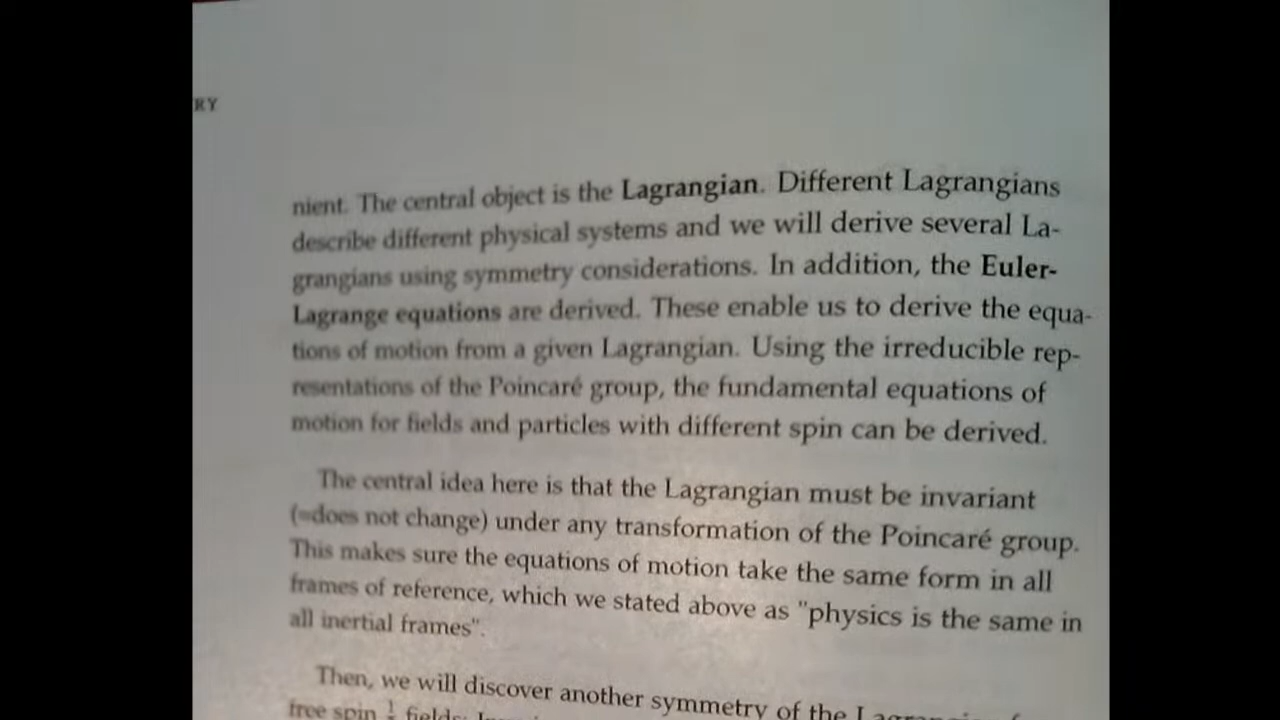 RY
nient. The central object is the Lagrangian. Different Lagrangians
describe different physical systems and we will derive several La-
grangians using symmetry considerations. In addition, the Euler-
Lagrange equations are derived. These enable us to derive the equa-
tions of motion from a given Lagrangian. Using the irreducible rep-
resentations of the Poincaré group, the fundamental equations of
motion for fields and particles with different spin can be derived.
The central idea here is that the Lagrangian must be invariant
(=does not change) under any transformation of the Poincaré group.
This makes sure the equations of motion take the same form in all
frames of reference, which we stated above as "physics is the same in
all inertial frames".
Then, we will discover another symmetry of the
free spin fields: